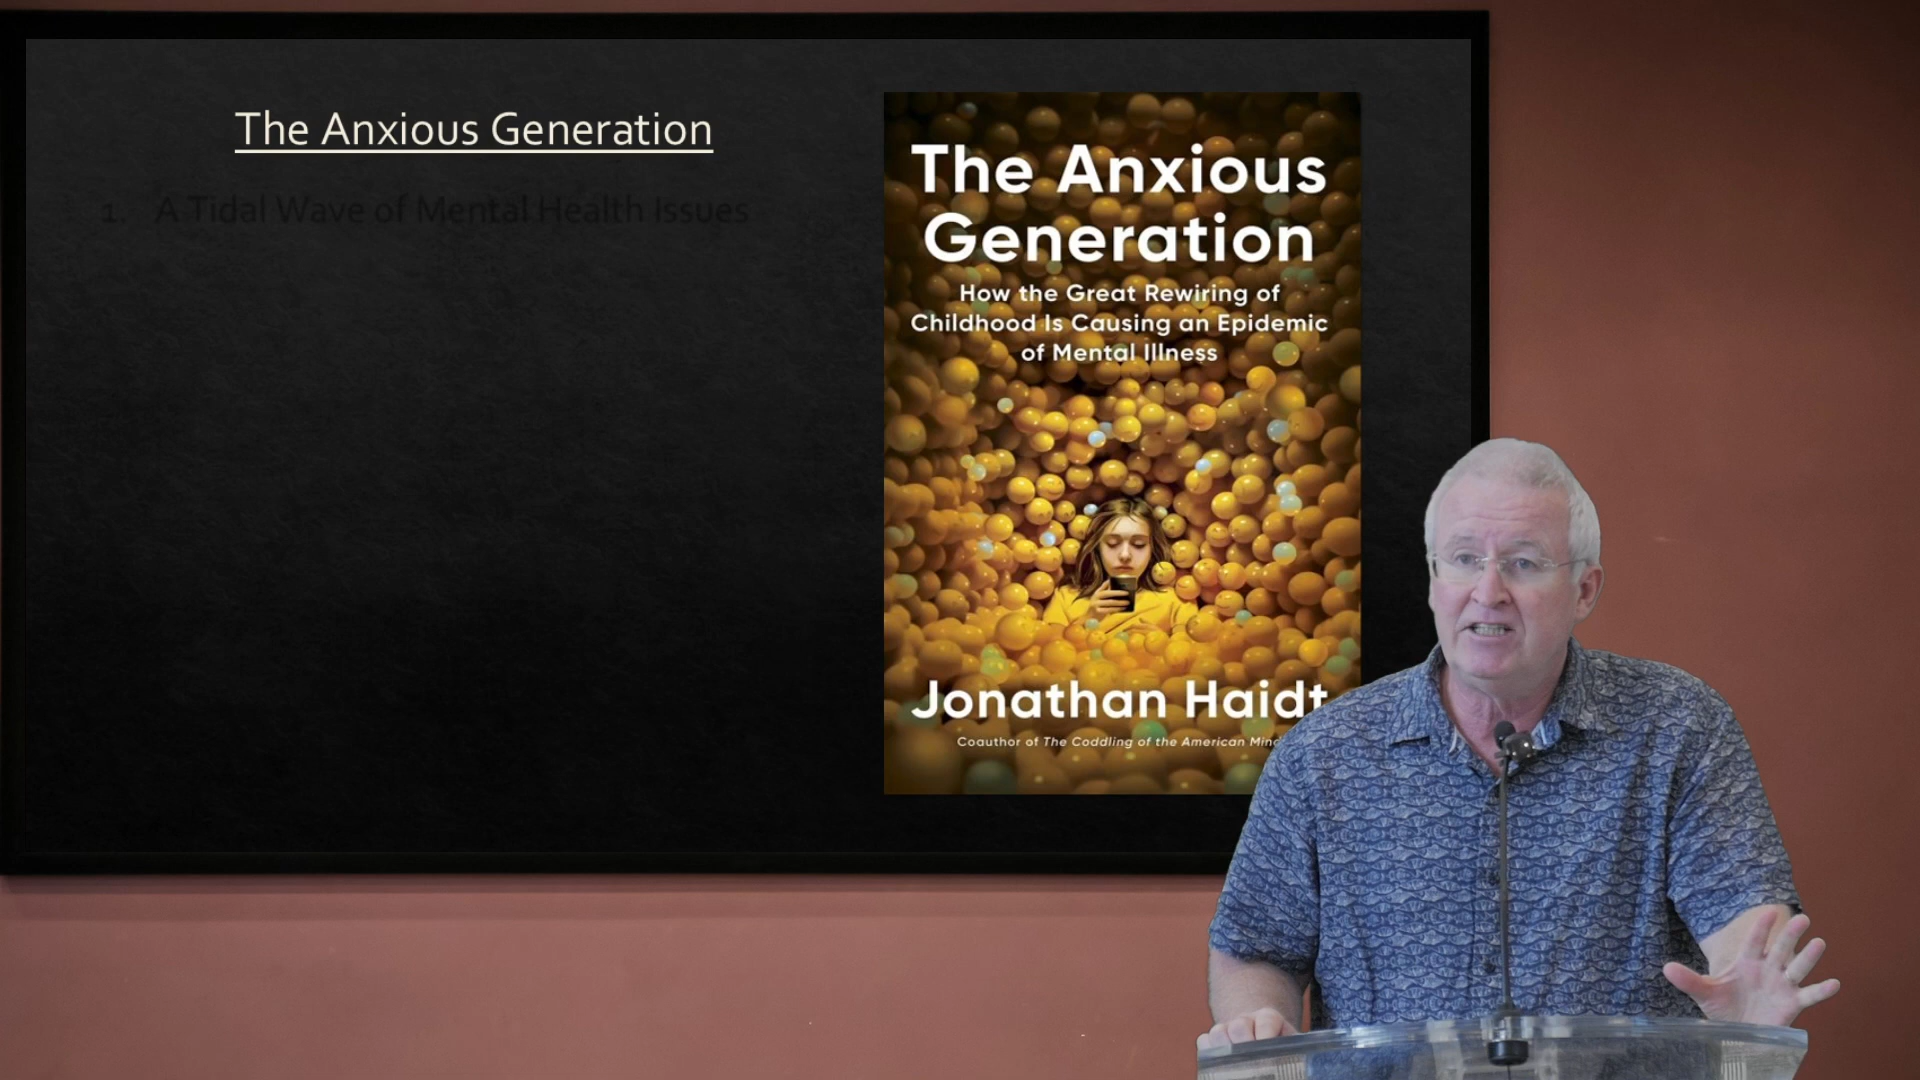 The Anxious Generation
1. A Tidal Wave of Mental Health Issues
The Anxious
Generation
How the Great Rewiring of
Childhood Is Causing an Epidemic
of Mental Illness
Jonathan Haidt
Coauthor of The Coddling of the American Mind